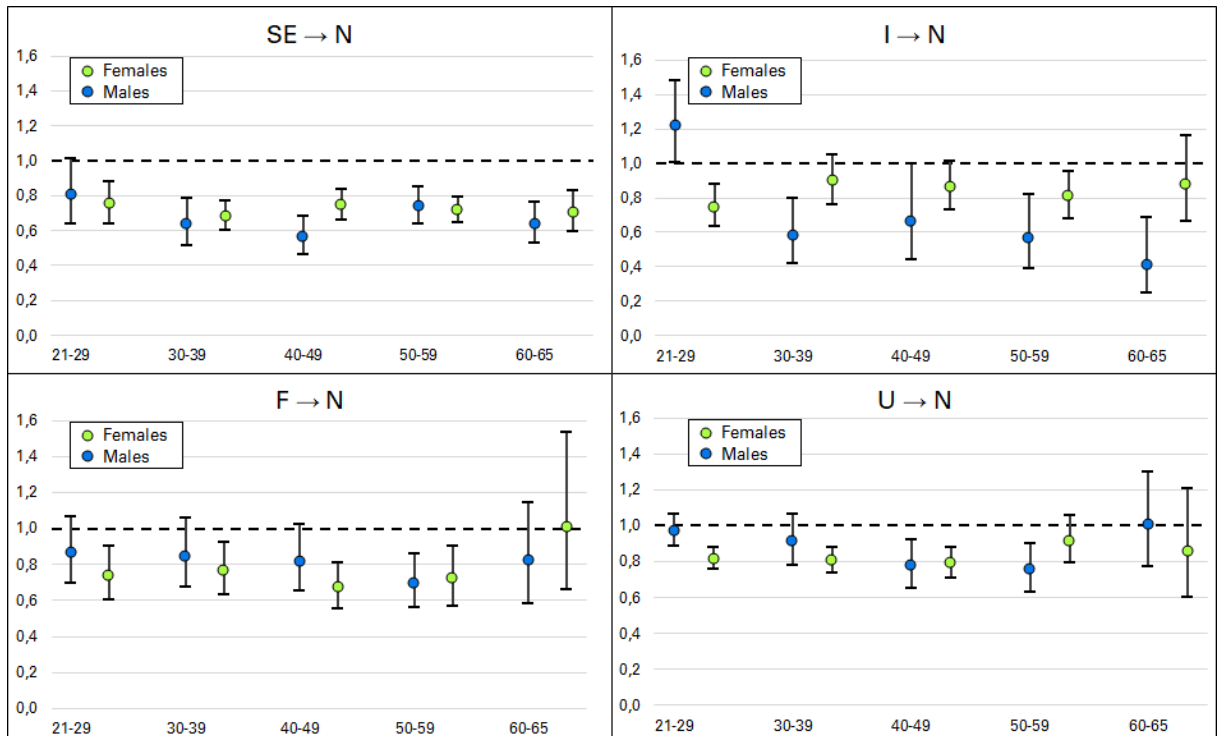 SE → N
1,6
1,4
1,2
1,0
0,8
0,6
0,4
0,2
0,0
Females
Males
21-29 30-39 40-49 50-59 60-65
I → N
1,6
1,4
1,2
1,0
0,8
0,6
0,4
0,2
0,0
Females
Males
21-29 30-39 40-49 50-59 60-65
F → N
1,6
1,4
1,2
1,0
0,8
0,6
0,4
0,2
0,0
Females
Males
21-29 30-39 40-49 50-59 60-65
U → N
1,6
1,4
1,2
1,0
0,8
0,6
0,4
0,2
0,0
Females
Males
21-29 30-39 40-49 50-59 60-65